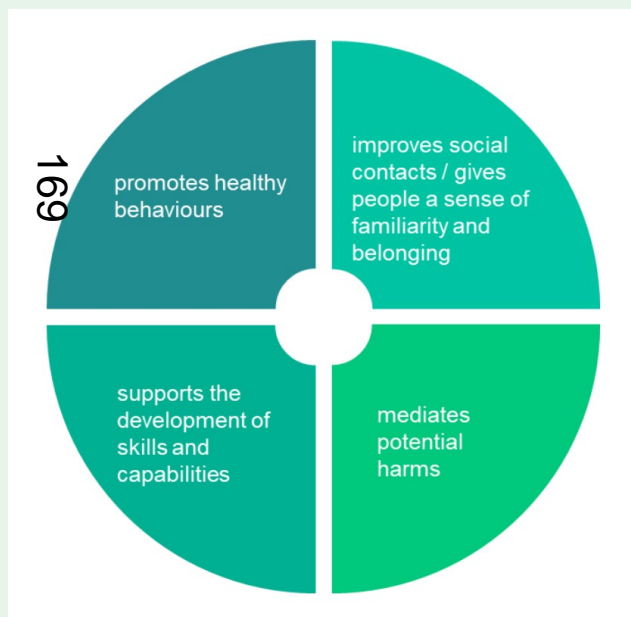 169
promotes healthy
behaviours
improves social
contacts / gives
people a sense of
familiarity and
belonging
supports the
development of
skills and
capabilities
mediates
potential
harms